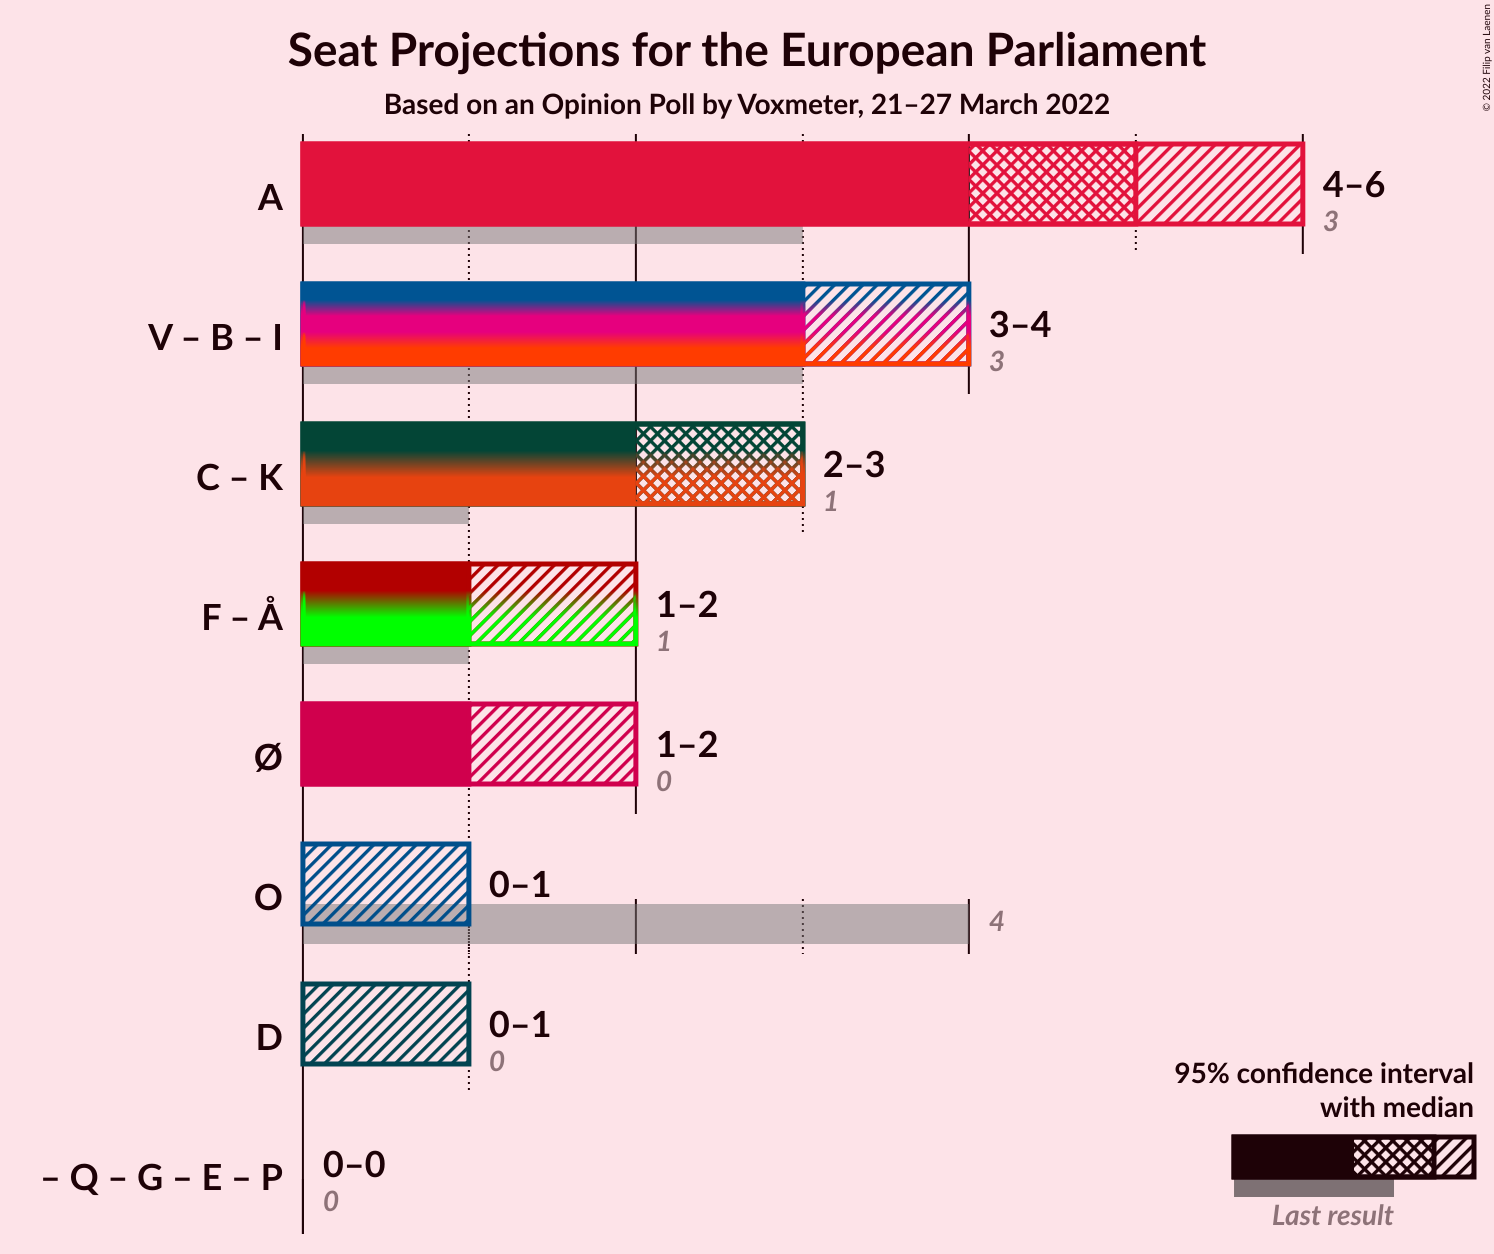 Seat Projections for the European Parliament
Based on an Opinion Poll by Voxmeter, 21–27 March 2022
© 2022 Filip van Laenen
A
4–6
3
V – B – I
3–4
3
C – K
2–3
1
F – Å
1–2
1
Ø
1–2
0
O
0–1
4
D
0–1
0
– Q – G – E – P
0–0
0
95% confidence interval
with median
Last result